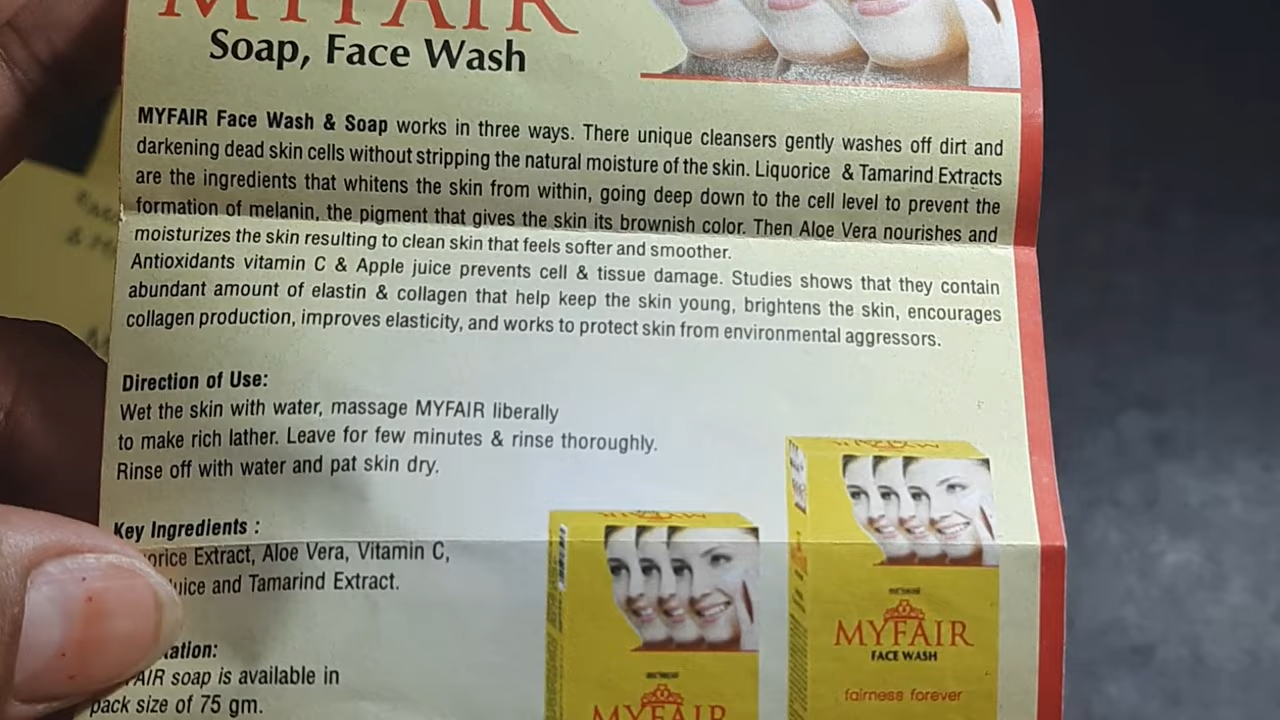 MYFAIR
Soap, Face Wash
MYFAIR Face Wash & Soap works in three ways. There unique cleansers gently washes off dirt and
darkening dead skin cells without stripping the natural moisture of the skin. Liquorice & Tamarind Extracts
are the ingredients that whitens the skin from within, going deep down to the cell level to prevent the
formation of melanin, the pigment that gives the skin its brownish color. Then Aloe Vera nourishes and
moisturizes the skin resulting to clean skin that feels softer and smoother.
Antioxidants vitamin C & Apple juice prevents cell & tissue damage. Studies shows that they contain
abundant amount of elastin & collagen that help keep the skin young, brightens the skin, encourages
collagen production, improves elasticity, and works to protect skin from environmental aggressors.
Direction of Use:
Wet the skin with water, massage MYFAIR liberally
to make rich lather. Leave for few minutes & rinse thoroughly.
Rinse off with water and pat skin dry.
Key Ingredients :
orice Extract, Aloe Vera, Vitamin C,
uice and Tamarind Extract.
ation:
AIR soap is available in
pack size of 75 gm.
MYFAIR
MYFAIR
FACE WASH
fairness forever